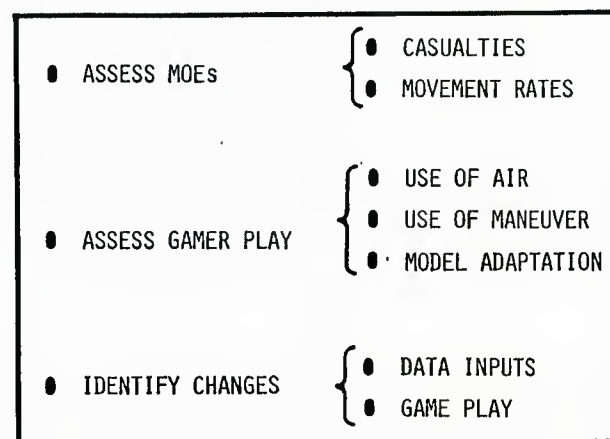 CASUALTIES
ASSESS MOEs
MOVEMENT RATES
USE OF AIR
USE OF MANEUVER
ASSESS GAMER PLAY
MODEL ADAPTATION
DATA INPUTS
IDENTIFY CHANGES
GAME PLAY